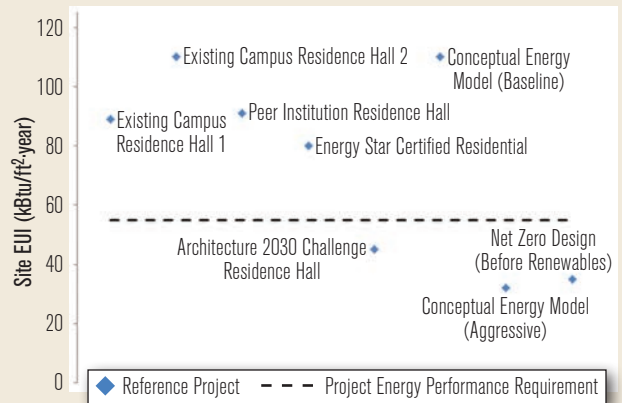 120
100
80
60
40
20
0
Site EUI (kBtu/ft²-year)
Existing Campus Residence Hall 2
Conceptual Energy
Model (Baseline)
Existing Campus
Residence Hall 1
Peer Institution Residence Hall
Energy Star Certified Residential
Architecture 2030 Challenge
Residence Hall
Net Zero Design
(Before Renewables)
Conceptual Energy Model
(Aggressive)
Reference Project
Project Energy Performance Requirement